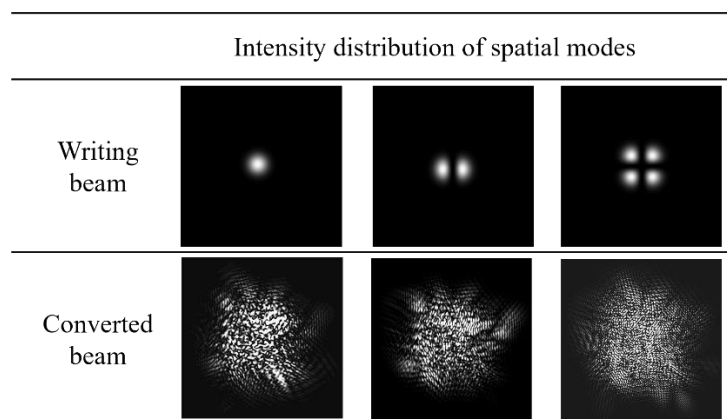 Intensity distribution of spatial modes
Writing
beam
Converted
beam